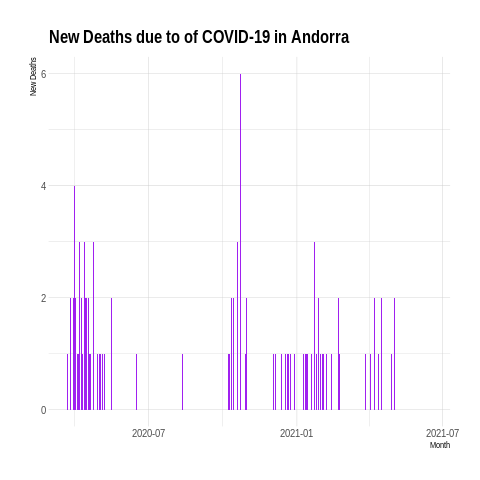 New Deaths due to of COVID-19 in Andorra
New Deaths
6
4
2
0
2020-07
2021-01
2021-07
Month